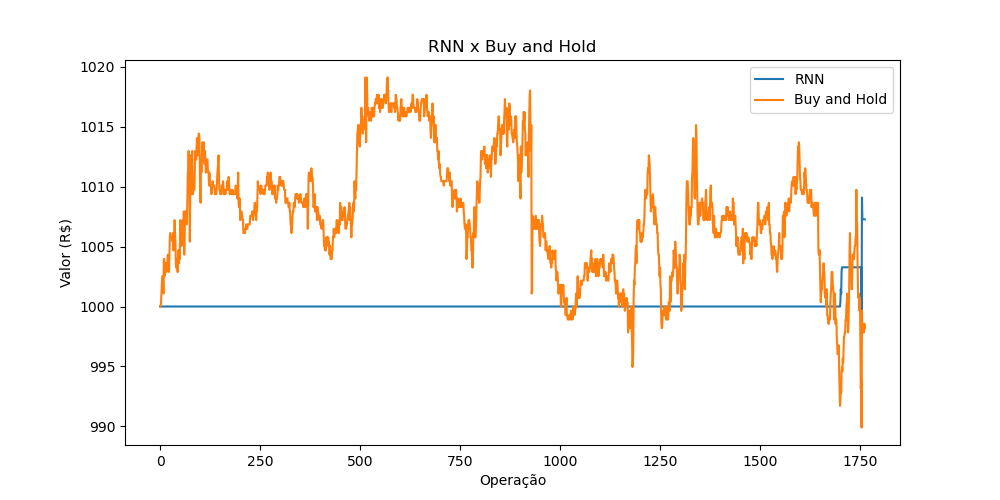 RNN x Buy and Hold
RNN
Buy and Hold
Valor (R$)
1020
1015
1010
1005
1000
995
990
0 250 500 750 1000 1250 1500 1750
Operação